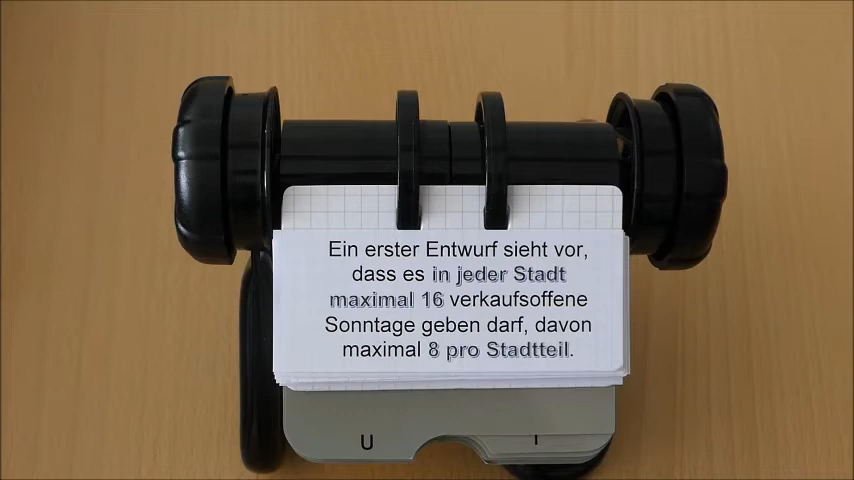 Ein erster Entwurf sieht vor,
dass es in jeder Stadt
maximal 16 verkaufsoffene
Sonntage geben darf, davon
maximal 8 pro Stadtteil.
U I